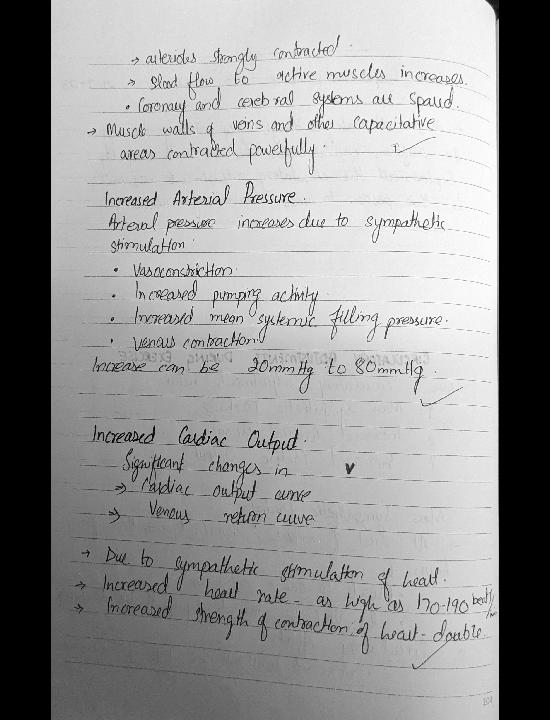 → arterioles strongly contracted.
→ Blood flow to active muscles increases.
• Coronary and cerebral systems are spared.
→ Muscle walls of veins and other capacitative
areas contracted powerfully.
Increased Arterial Pressure.
Arterial pressure increases due to sympathetic
stimulation.
• Vasoconstriction.
• Increased pumping activity.
• Increased mean systemic filling pressure.
• Venous contraction.
Increase can be 20mmHg to 80mmHg.
Increased Cardiac Output.
Significant changes in
⇒ Cardiac output curve
⇒ Venous return curve
→ Due to sympathetic stimulation of heart.
→ Increased heart rate - as high as 170-190 beat/m
→ Increased strength of contraction of heart - double.